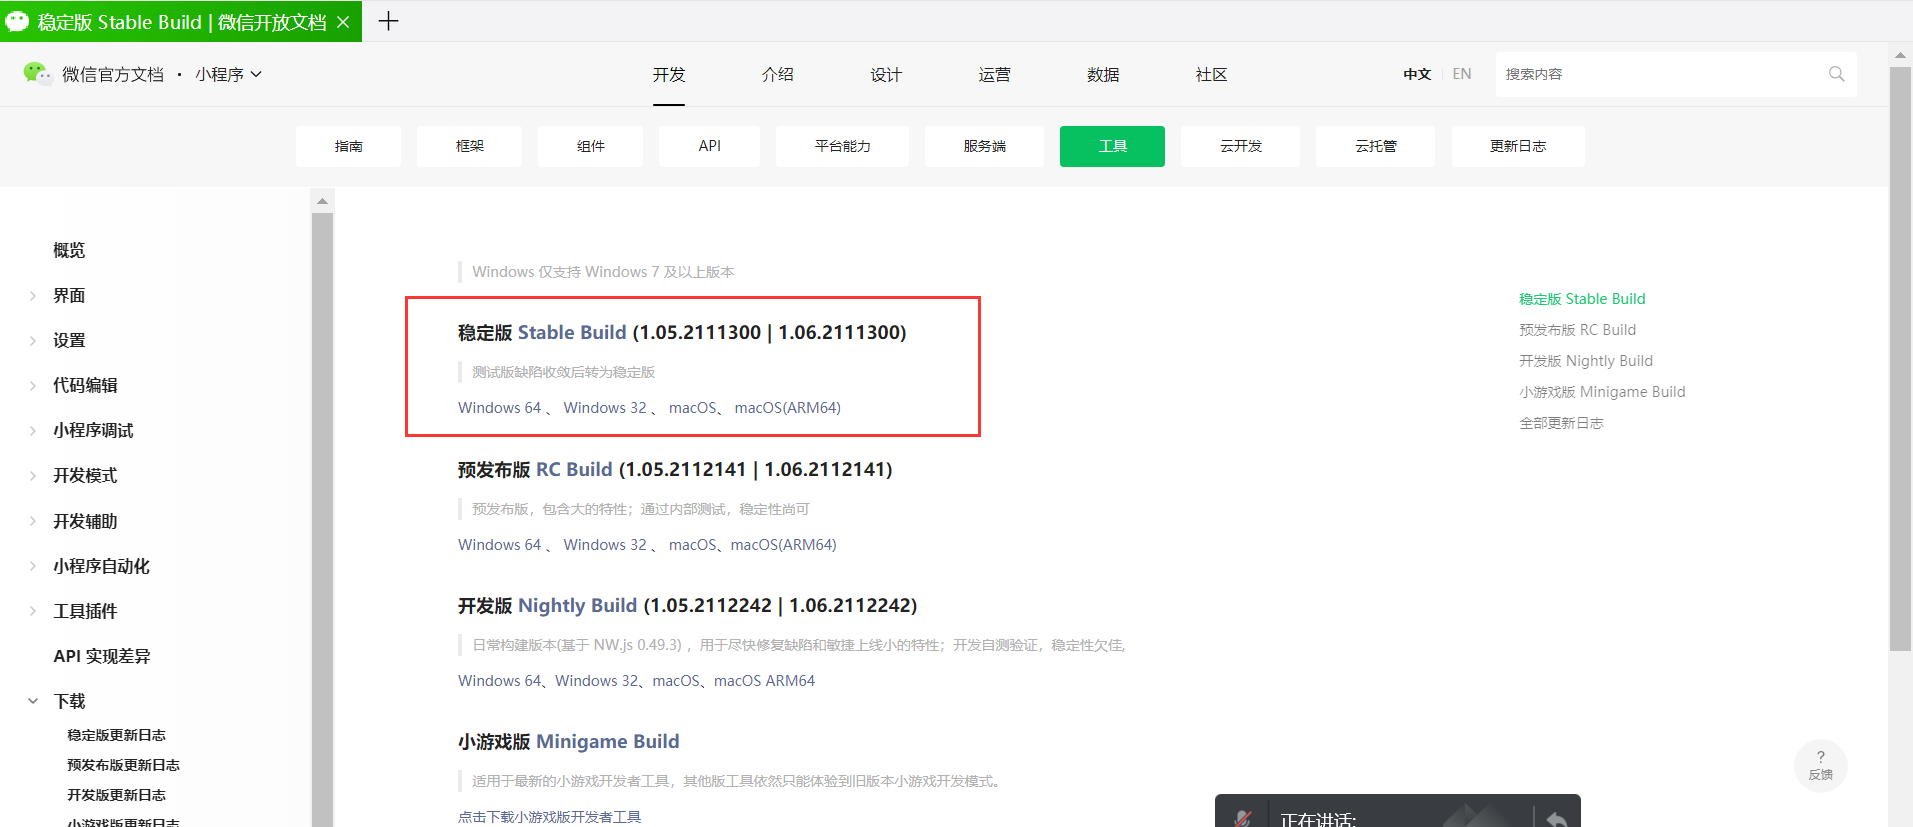 稳定版 Stable Build | 微信开放文档
微信官方文档 · 小程序
开发 介绍 设计 运营 数据 社区
中文 EN
搜索内容
指南 框架 组件 API 平台能力 服务端 工具 云开发 云托管 更新日志
概览
界面
设置
代码编辑
小程序调试
开发模式
开发辅助
小程序自动化
工具插件
API 实现差异
下载
稳定版更新日志
预发布版更新日志
开发版更新日志
小游戏版更新日志
Windows 仅支持 Windows 7 及以上版本
稳定版 Stable Build (1.05.2111300 | 1.06.2111300)
测试版缺陷收敛后转为稳定版
Windows 64 、 Windows 32 、 macOS、 macOS(ARM64)
预发布版 RC Build (1.05.2112141 | 1.06.2112141)
预发布版，包含大的特性；通过内部测试，稳定性尚可
Windows 64 、 Windows 32 、 macOS、macOS(ARM64)
开发版 Nightly Build (1.05.2112242 | 1.06.2112242)
日常构建版本(基于 NW.js 0.49.3) ，用于尽快修复缺陷和敏捷上线小的特性；开发自测验证，稳定性欠佳,
Windows 64、Windows 32、macOS、macOS ARM64
小游戏版 Minigame Build
适用于最新的小游戏开发者工具，其他版工具依然只能体验到旧版本小游戏开发模式。
点击下载小游戏版开发者工具
稳定版 Stable Build
预发布版 RC Build
开发版 Nightly Build
小游戏版 Minigame Build
全部更新日志
?
反馈
正在讲话: